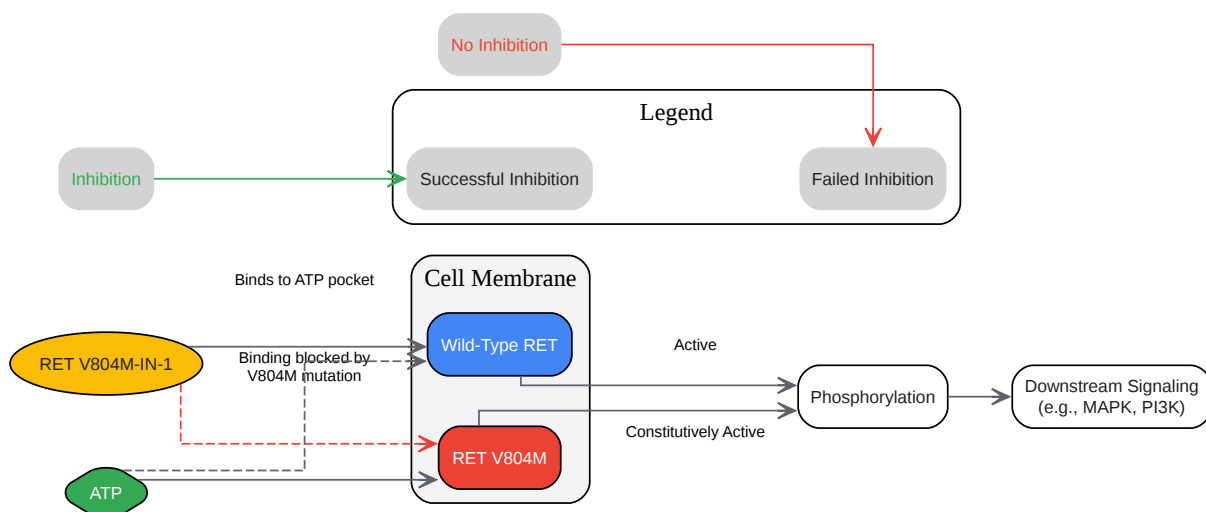 No Inhibition
Legend
Inhibition
Successful Inhibition
Failed Inhibition
Binds to ATP pocket
Cell Membrane
RET V804M-IN-1
Binding blocked by
V804M mutation
Wild-Type RET
Active
Phosphorylation
Downstream Signaling
(e.g., MAPK, PI3K)
Constitutively Active
RET V804M
ATP